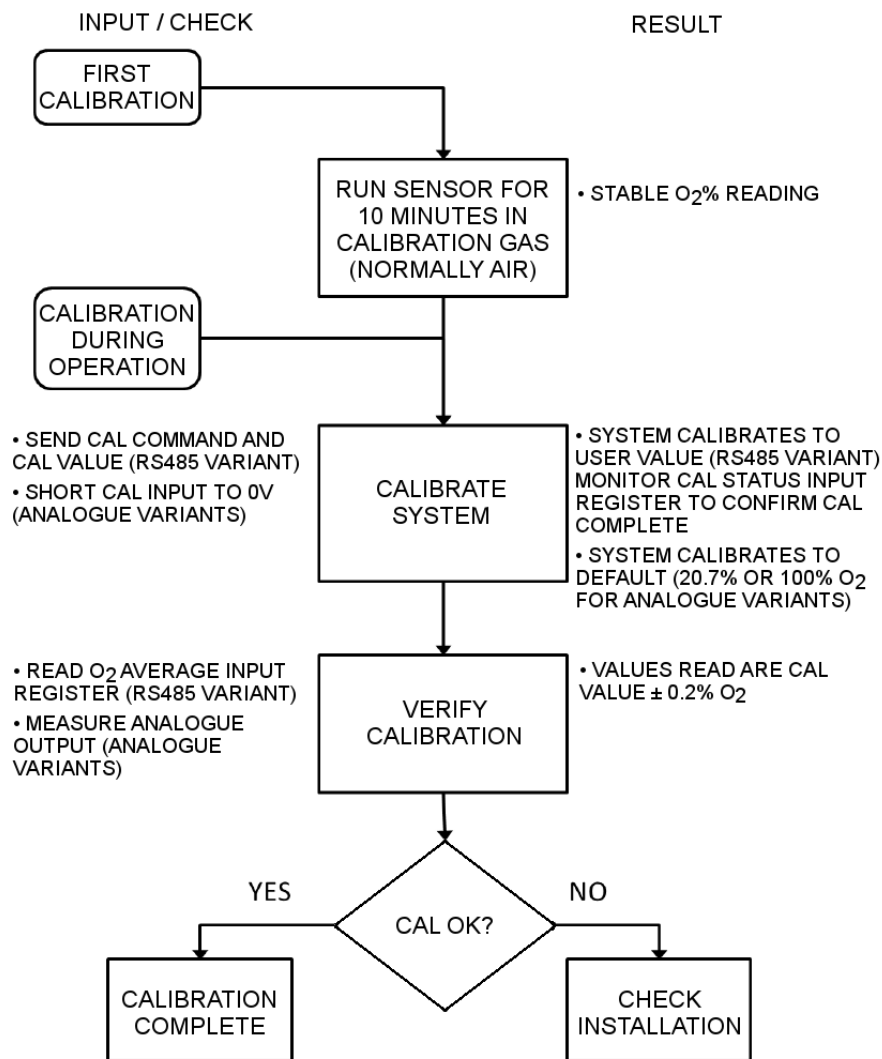 INPUT / CHECK
RESULT
FIRST
CALIBRATION
RUN SENSOR FOR
10 MINUTES IN
CALIBRATION GAS
(NORMALLY AIR)
• STABLE O2% READING
CALIBRATION
DURING
OPERATION
• SEND CAL COMMAND AND
CAL VALUE (RS485 VARIANT)
• SHORT CAL INPUT TO 0V
(ANALOGUE VARIANTS)
CALIBRATE
SYSTEM
• SYSTEM CALIBRATES TO
USER VALUE (RS485 VARIANT)
MONITOR CAL STATUS INPUT
REGISTER TO CONFIRM CAL
COMPLETE
• SYSTEM CALIBRATES TO
DEFAULT (20.7% OR 100% O2
FOR ANALOGUE VARIANTS)
• READ O2 AVERAGE INPUT
REGISTER (RS485 VARIANT)
• MEASURE ANALOGUE
OUTPUT (ANALOGUE
VARIANTS)
VERIFY
CALIBRATION
• VALUES READ ARE CAL
VALUE ± 0.2% O2
YES
NO
CAL OK?
CALIBRATION
COMPLETE
CHECK
INSTALLATION